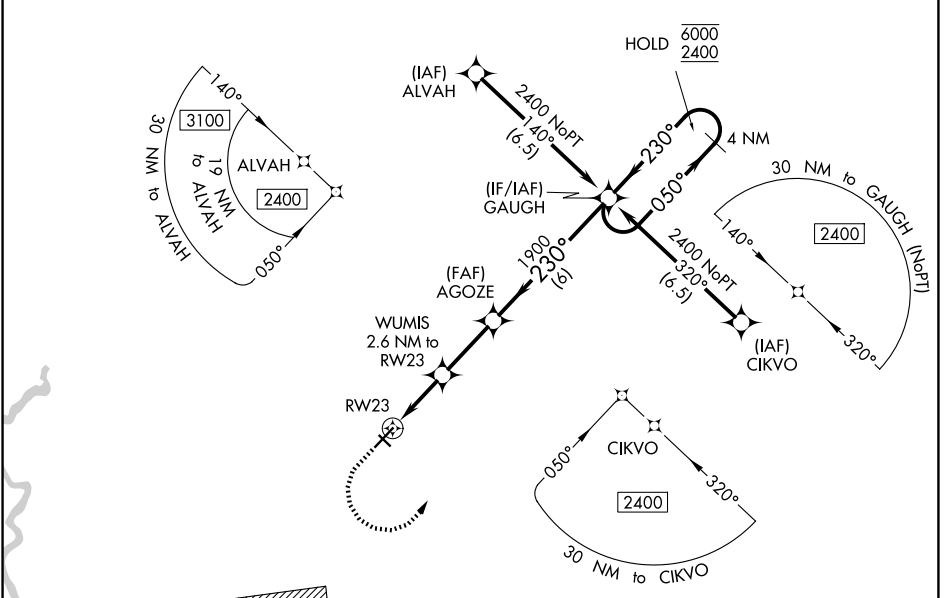 HOLD 6000
2400
(IAF)
ALVAH
2400 NoPT
140°
(6.5)
4 NM
230°
050°
(IF/IAF)
GAUGH
2400 NoPT
320°
(6.5)
(IAF)
CIKVO
1900
230°
(6)
(FAF)
AGOZE
WUMIS
2.6 NM to
RW23
RW23
140°
3100
ALVAH
2400
050°
19 NM
to ALVAH
30 NM to ALVAH
30 NM to GAUGH (NoPT)
140°
2400
320°
CIKVO
050°
320°
2400
30 NM to CIKVO